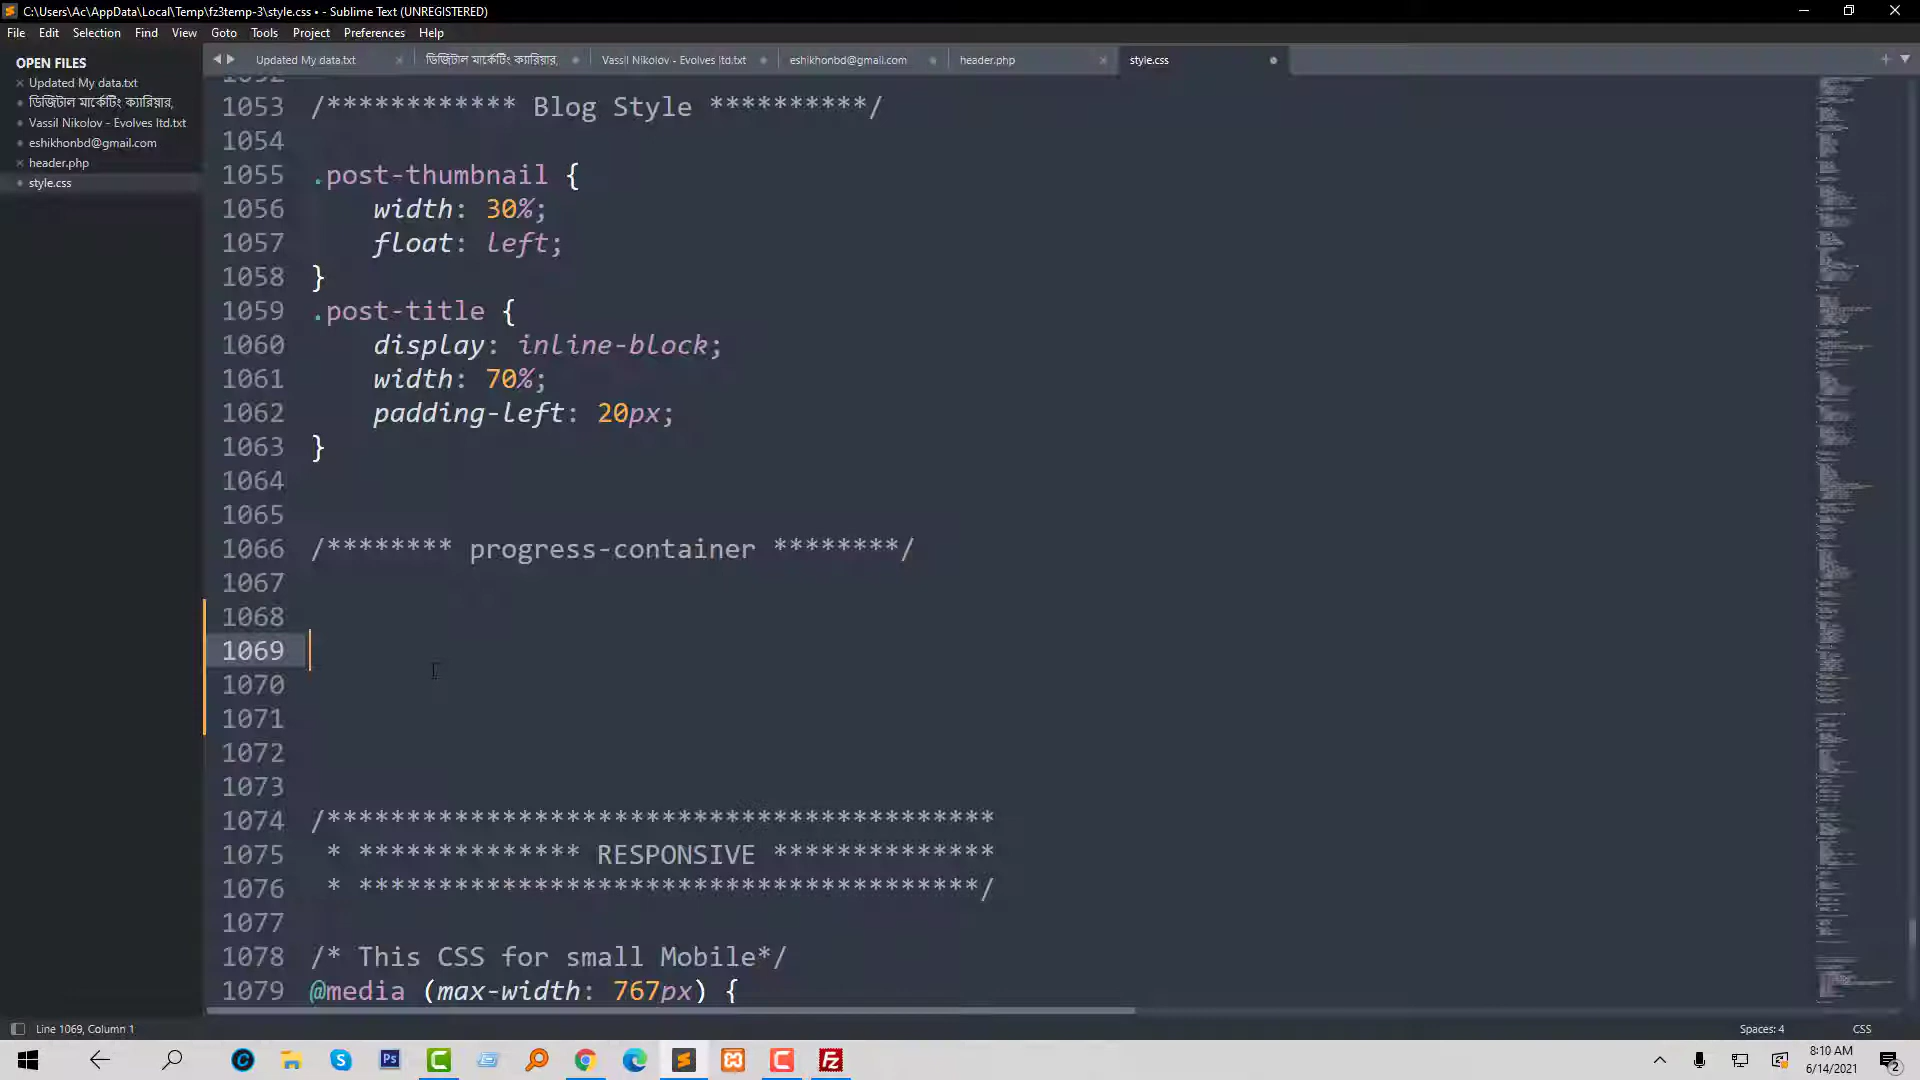 C:\Users\Ac\AppData\Local\Temp\fz3temp-3\style.css • - Sublime Text (UNREGISTERED)
File Edit Selection Find View Goto Tools Project Preferences Help
OPEN FILES
Updated My data.txt
ডিজিটাল মার্কেটিং ক্যারিয়ার,
Vassil Nikolov - Evolves ltd.txt
eshikhonbd@gmail.com
header.php
style.css
Updated My data.txt ডিজিটাল মার্কেটিং ক্যারিয়ার, Vassil Nikolov - Evolves ltd.txt eshikhonbd@gmail.com header.php style.css
1052
1053 /************ Blog Style **********/
1054
1055 .post-thumbnail {
1056 width: 30%;
1057 float: left;
1058 }
1059 .post-title {
1060 display: inline-block;
1061 width: 70%;
1062 padding-left: 20px;
1063 }
1064
1065
1066 /******** progress-container ********/
1067
1068
1069
1070
1071
1072
1073
1074 /******************************************
1075 * ************** RESPONSIVE **************
1076 * ***************************************/
1077
1078 /* This CSS for small Mobile*/
1079 @media (max-width: 767px) {
Line 1069, Column 1 Spaces: 4 CSS
Ps
Fz
8:10 AM
6/14/2021
2